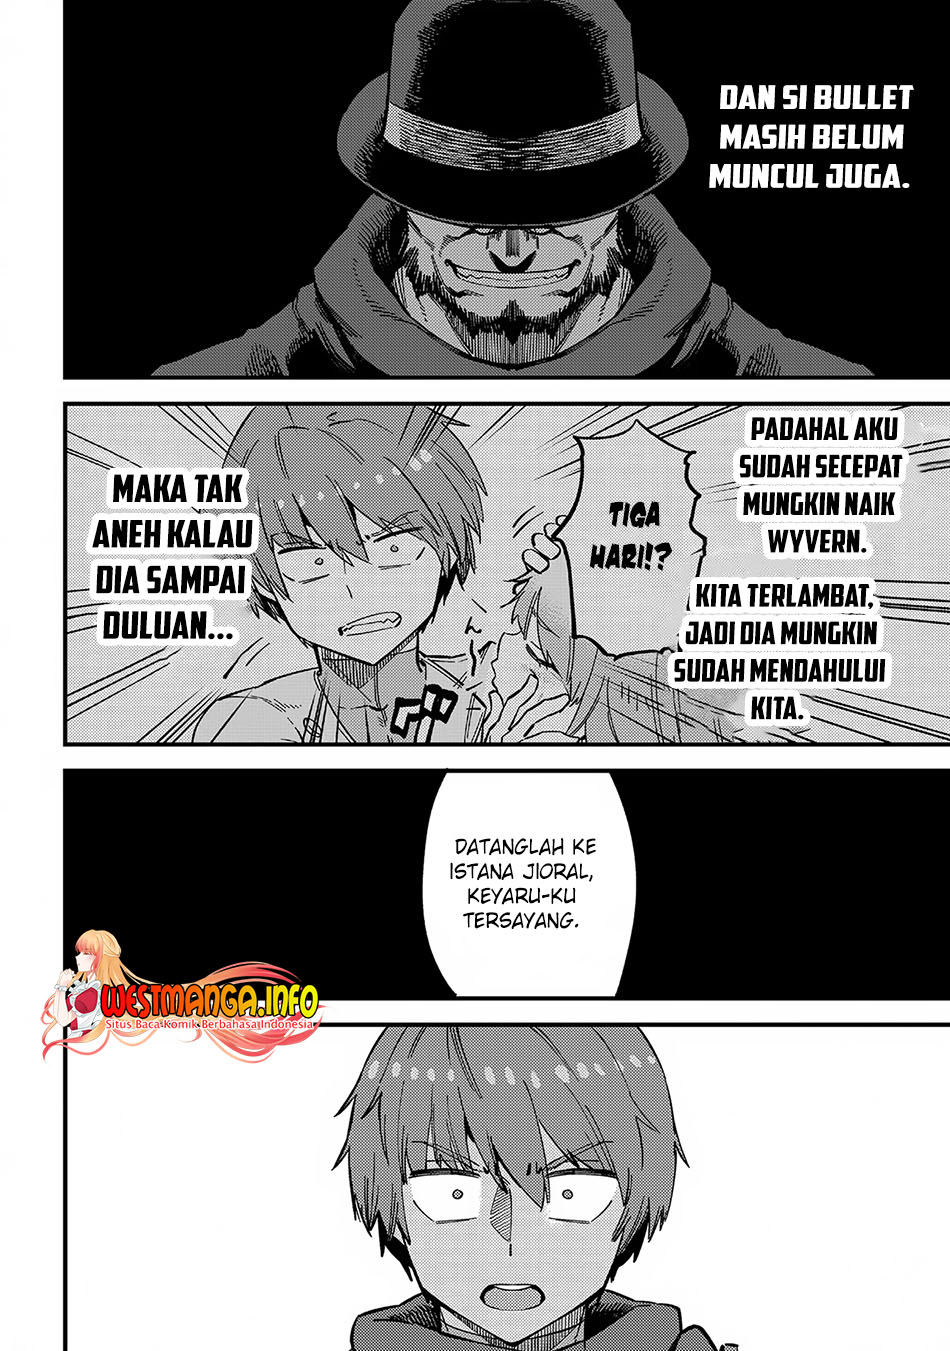 DAN SI BULLET
MASIH BELUM
MUNCUL JUGA.
PADAHAL AKU
SUDAH SECEPAT
MUNGKIN NAIK
WYVERN.
KITA TERLAMBAT,
JADI DIA MUNGKIN
SUDAH MENDAHULUI
KITA.
TIGA
HARI!?
MAKA TAK
ANEH KALAU
DIA SAMPAI
DULUAN...
DATANGLAH KE
ISTANA JIORAL,
KEYARU-KU
TERSAYANG.
WESTMANGA.INFO
Situs Baca Komik Berbahasa Indonesia